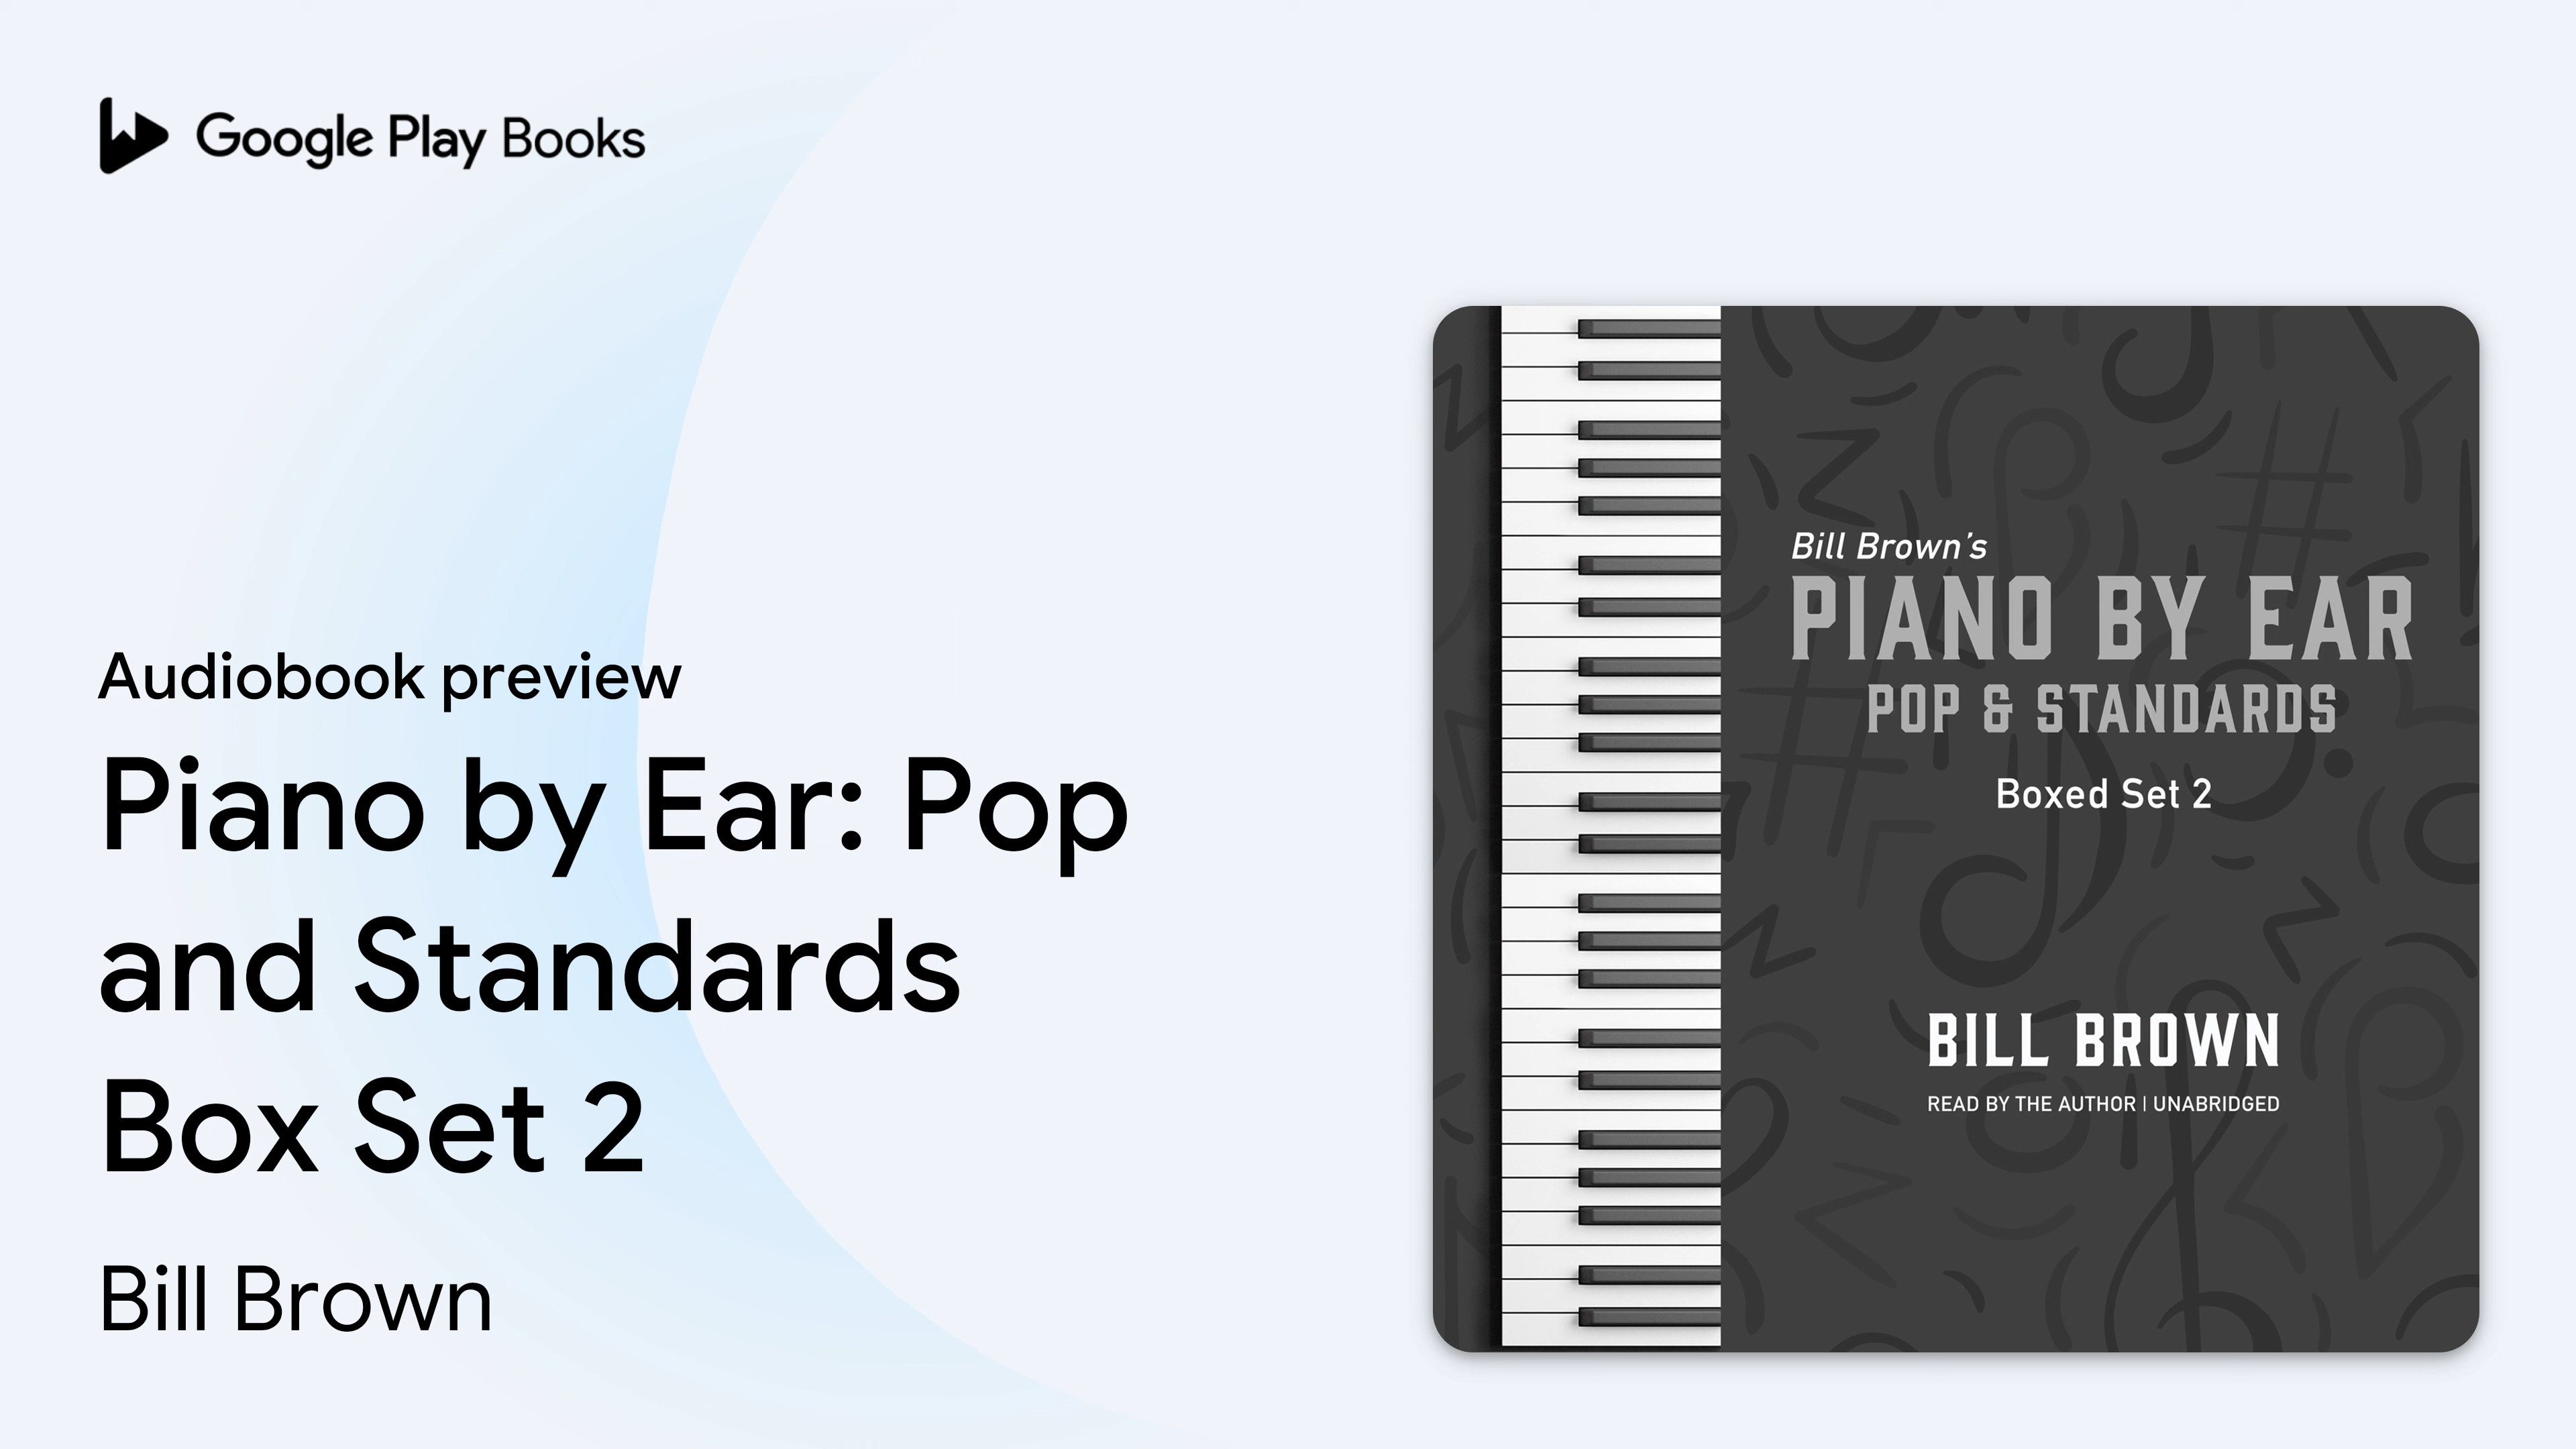 Google Play Books
Audiobook preview
Piano by Ear: Pop
and Standards
Box Set 2
Bill Brown
Bill Brown's
PIANO BY EAR
POP & STANDARDS
Boxed Set 2
BILL BROWN
READ BY THE AUTHOR | UNABRIDGED